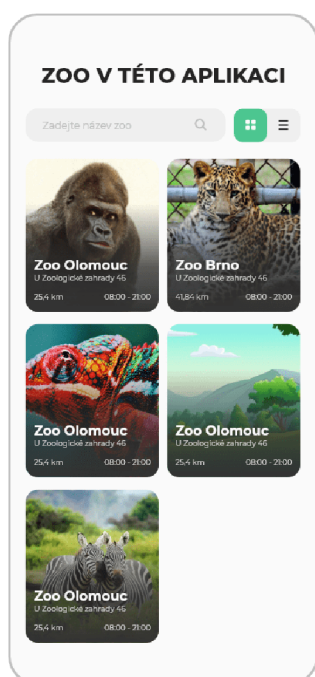 ZOO V TÉTO APLIKACI
Zadejte název zoo
Zoo Olomouc
U Zoologické zahrady 46
25,4 km 08:00 - 21:00
Zoo Brno
U Zoologické zahrady 46
41,84 km 08:00 - 21:00
Zoo Olomouc
U Zoologické zahrady 46
25,4 km 08:00 - 21:00
Zoo Olomouc
U Zoologické zahrady 46
25,4 km 08:00 - 21:00
Zoo Olomouc
U Zoologické zahrady 46
25,4 km 08:00 - 21:00